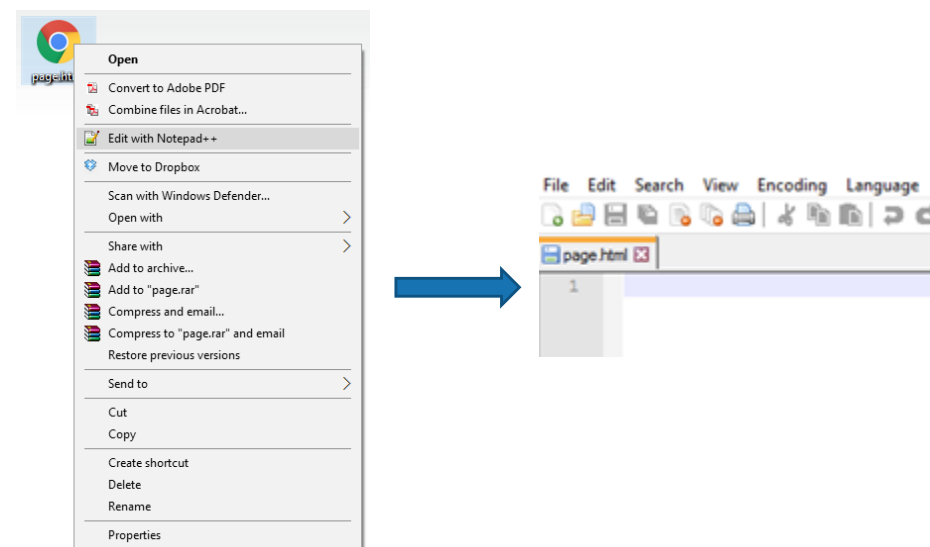 page.ht
Open
Convert to Adobe PDF
Combine files in Acrobat...
Edit with Notepad++
Move to Dropbox
Scan with Windows Defender...
Open with
Share with
Add to archive...
Add to "page.rar"
Compress and email...
Compress to "page.rar" and email
Restore previous versions
Send to
Cut
Copy
Create shortcut
Delete
Rename
Properties
File Edit Search View Encoding Language
page.html
1